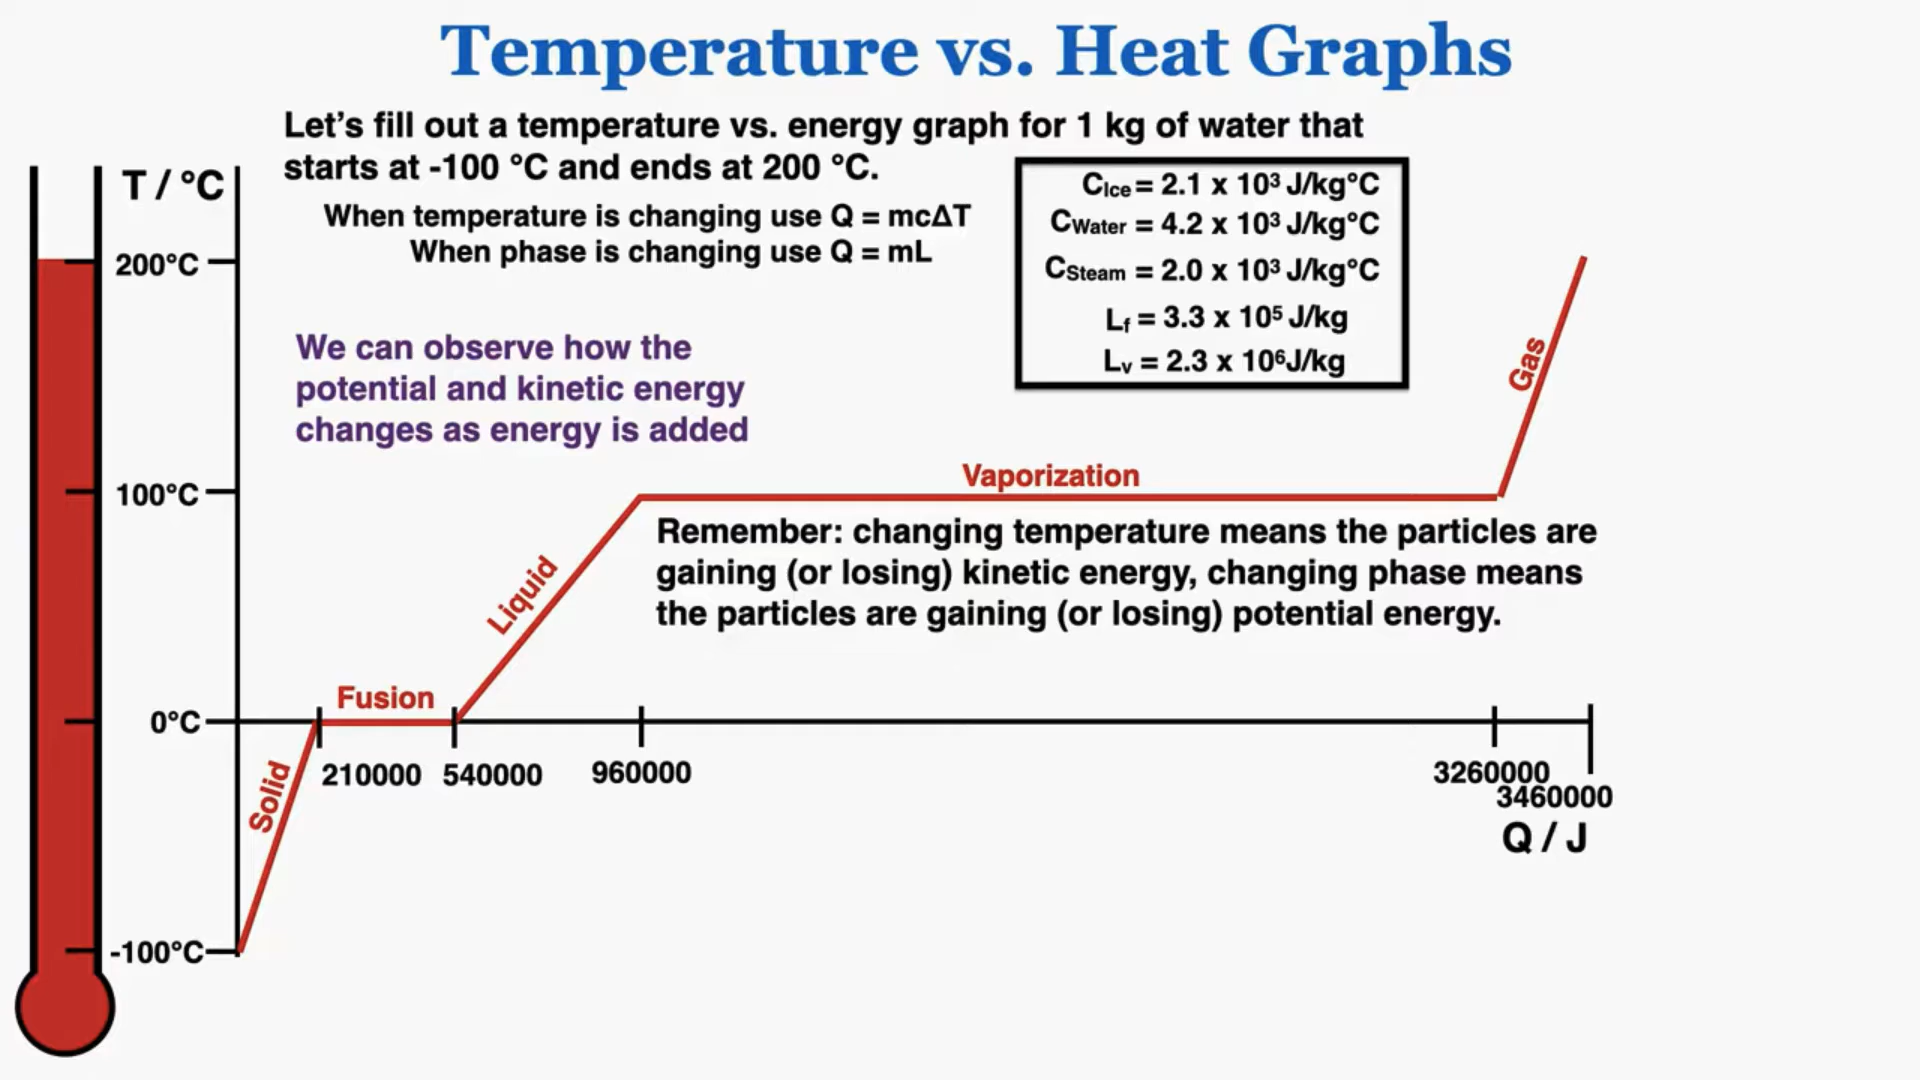 Temperature vs. Heat Graphs
Let's fill out a temperature vs. energy graph for 1 kg of water that
starts at -100 °C and ends at 200 °C.
When temperature is changing use Q = mcΔT
When phase is changing use Q = mL
C_Ice = 2.1 x 10³ J/kg°C
C_Water = 4.2 x 10³ J/kg°C
C_Steam = 2.0 x 10³ J/kg°C
L_f = 3.3 x 10⁵ J/kg
L_v = 2.3 x 10⁶J/kg
T / °C
200°C
100°C
0°C
-100°C
We can observe how the
potential and kinetic energy
changes as energy is added
Gas
Vaporization
Remember: changing temperature means the particles are
gaining (or losing) kinetic energy, changing phase means
the particles are gaining (or losing) potential energy.
Liquid
Fusion
Solid
210000
540000
960000
3260000
3460000
Q / J